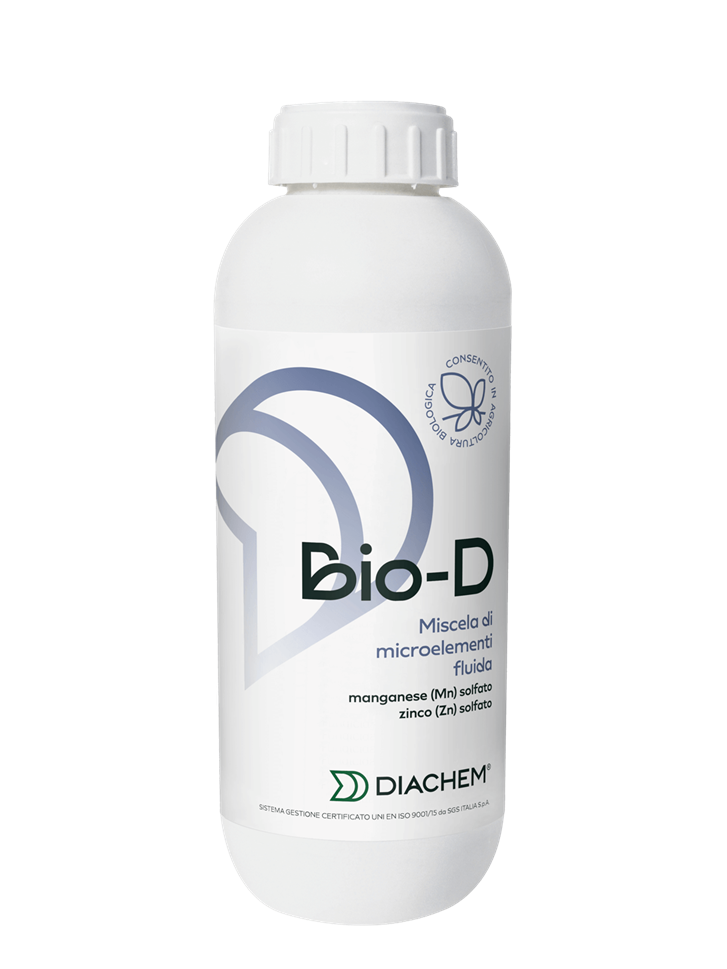 CONSENTITO IN AGRICOLTURA BIOLOGICA
Bio-D
Miscela di
microelementi
fluida
manganese (Mn) solfato
zinco (Zn) solfato
DIACHEM®
SISTEMA GESTIONE CERTIFICATO UNI EN ISO 9001/15 da SGS ITALIA S.p.A.